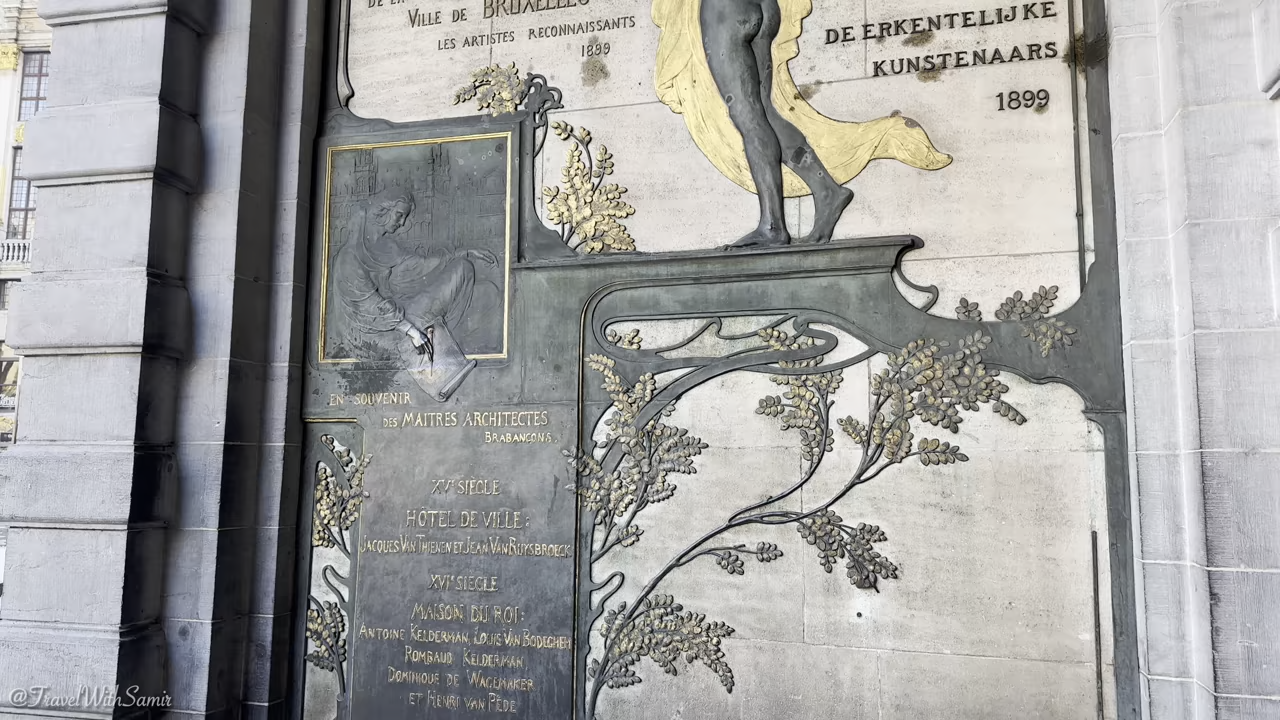 VILLE DE BRUXELLES
LES ARTISTES RECONNAISSANTS
1899
DE ERKENTELIJKE
KUNSTENAARS
1899
EN SOUVENIR
DES MAITRES ARCHITECTES
BRABANÇONS.
XVᵉ SIECLE
HÔTEL DE VILLE:
JACQUES VAN THIENEN ET JEAN VAN RUYSBROECK
XVIᵉ SIECLE
MAISON DU ROI:
ANTOINE KELDERMAN, LOUIS VAN BODEGHEM
ROMBAUD KELDERMAN
DOMINIQUE DE WAGEMAKER
ET HENRI VAN PÈDE
@TravelWithSamir